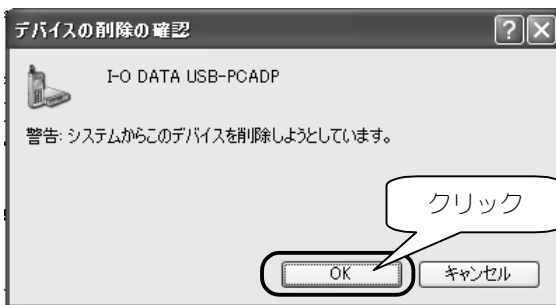 デバイスの削除の確認
I-O DATA USB-PCADP
警告: システムからこのデバイスを削除しようとしています。
クリック
OK
キャンセル